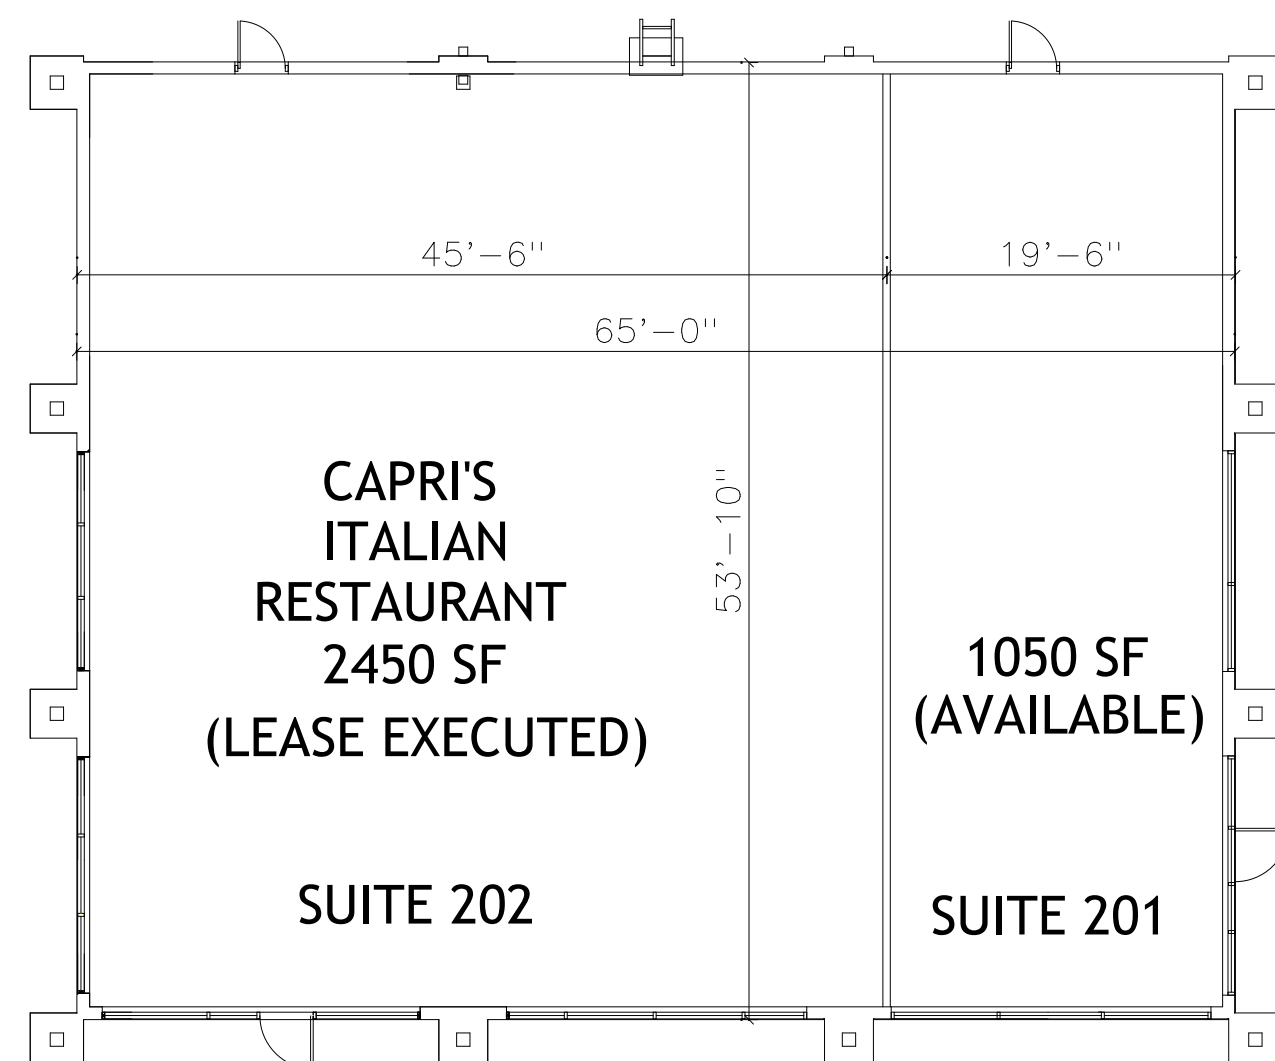 45'-6"
19'-6"
65'-0"
53'-10"
CAPRI'S
ITALIAN
RESTAURANT
2450 SF
(LEASE EXECUTED)
SUITE 202
1050 SF
(AVAILABLE)
SUITE 201